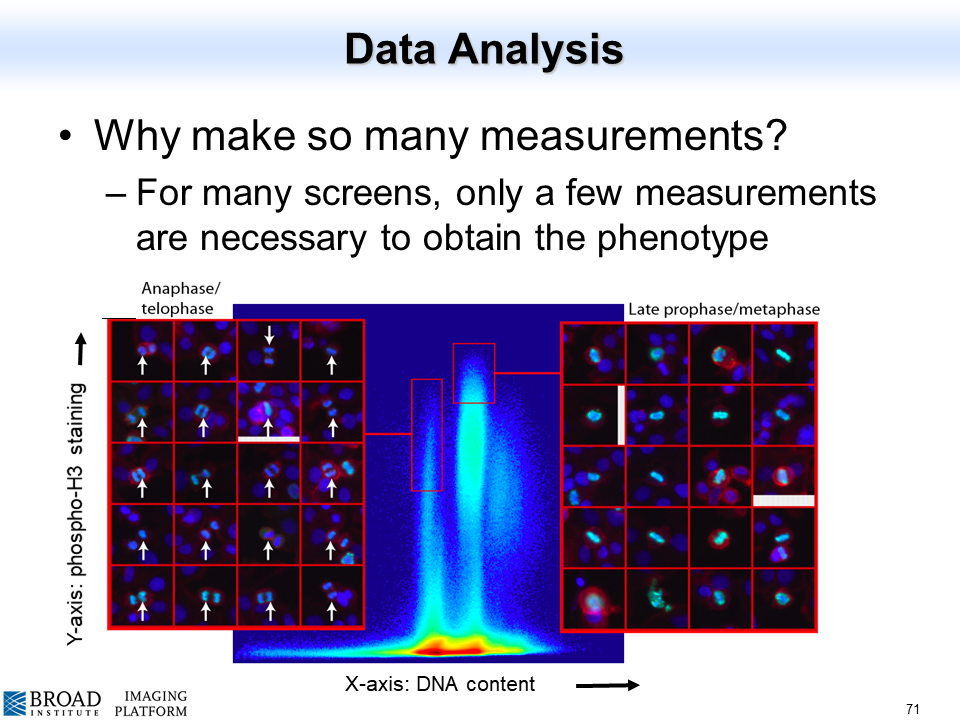 Data Analysis
• Why make so many measurements?
– For many screens, only a few measurements
are necessary to obtain the phenotype
Anaphase/
telophase
Late prophase/metaphase
Y-axis: phospho-H3 staining
X-axis: DNA content
BROAD
INSTITUTE
IMAGING
PLATFORM
71